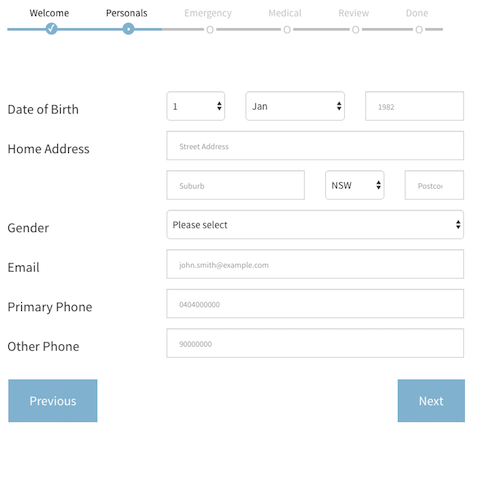 Welcome Personals Emergency Medical Review Done
Date of Birth 1 Jan 1982
Home Address Street Address
Suburb NSW Postco
Gender Please select
Email john.smith@example.com
Primary Phone 0404000000
Other Phone 90000000
Previous Next